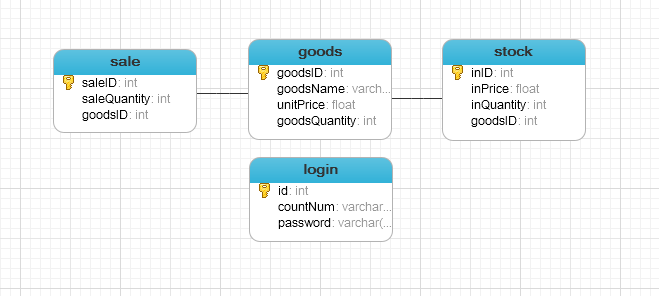 sale
saleID: int
saleQuantity: int
goodsID: int
goods
goodsID: int
goodsName: varch...
unitPrice: float
goodsQuantity: int
stock
inID: int
inPrice: float
inQuantity: int
goodsID: int
login
id: int
countNum: varchar...
password: varchar(...